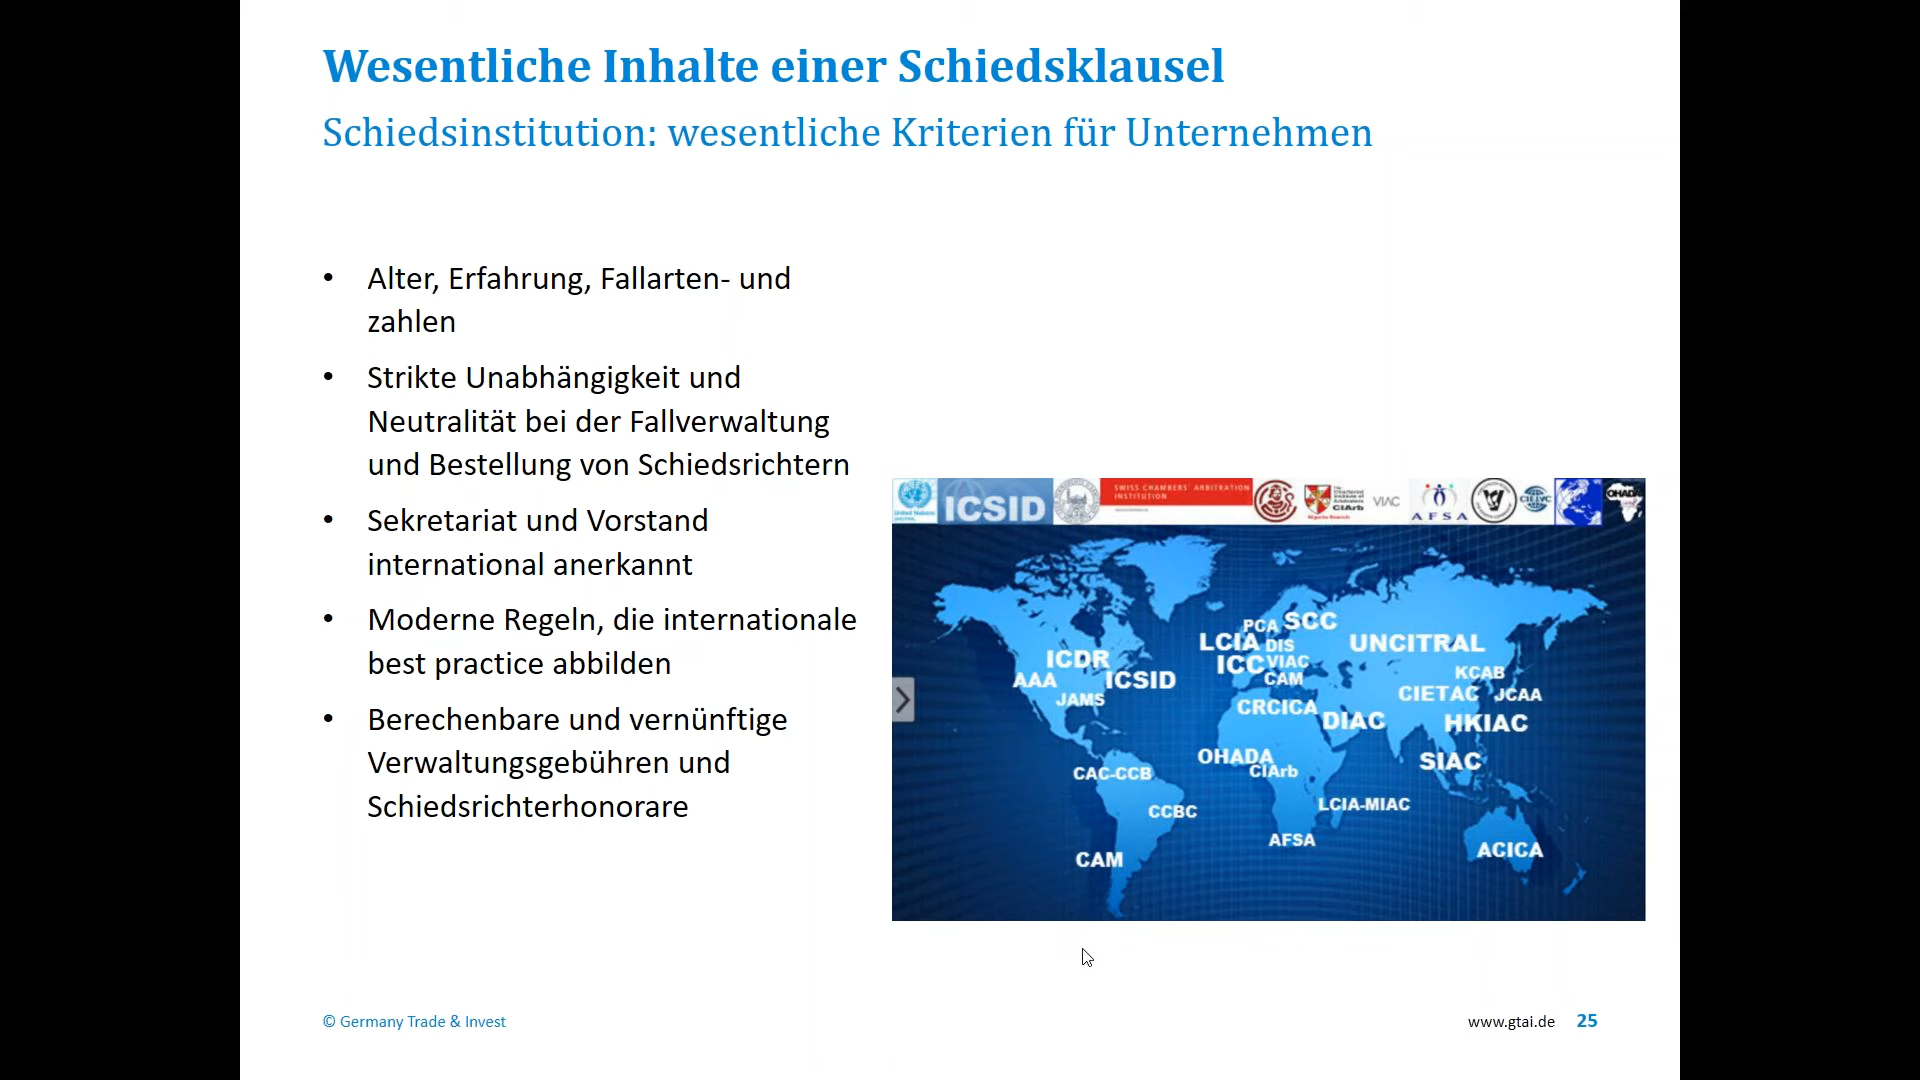 Wesentliche Inhalte einer Schiedsklausel
Schiedsinstitution: wesentliche Kriterien für Unternehmen
• Alter, Erfahrung, Fallarten- und
zahlen
• Strikte Unabhängigkeit und
Neutralität bei der Fallverwaltung
und Bestellung von Schiedsrichtern
• Sekretariat und Vorstand
international anerkannt
• Moderne Regeln, die internationale
best practice abbilden
• Berechenbare und vernünftige
Verwaltungsgebühren und
Schiedsrichterhonorare
ICSID
SWISS CHAMBERS' ARBITRATION
INSTITUTION
CIArb
VIAC
AFSA
OHADA
PCA SCC
LCIA DIS
UNCITRAL
ICDR
ICC VIAC
AAA
ICSID
CAM
KCAB
JAMS
CIETAC JCAA
CRCICA
DIAC
HKIAC
OHADA
CIArb
SIAC
CAC-CCB
CCBC
LCIA-MIAC
AFSA
CAM
ACICA
© Germany Trade & Invest
www.gtai.de 25